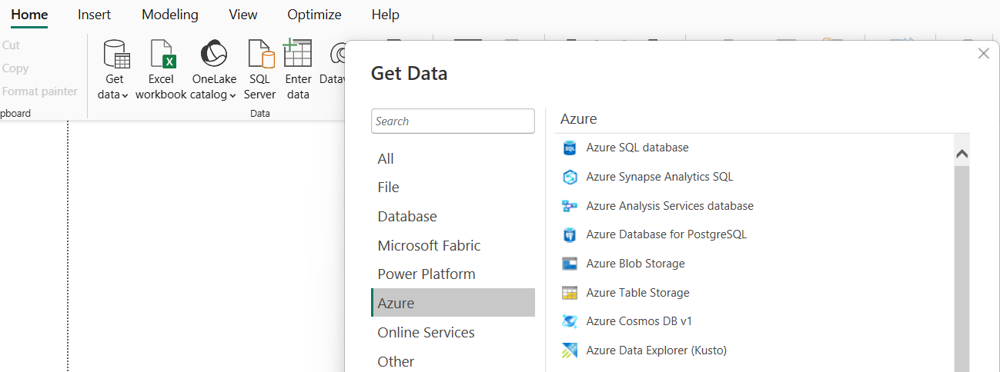 Home Insert Modeling View Optimize Help
Cut
Copy
Format painter
pboard
Get data
Excel workbook
OneLake catalog
SQL Server
Enter data
Datav
Data
Get Data
Search
All
File
Database
Microsoft Fabric
Power Platform
Azure
Online Services
Other
Azure
Azure SQL database
Azure Synapse Analytics SQL
Azure Analysis Services database
Azure Database for PostgreSQL
Azure Blob Storage
Azure Table Storage
Azure Cosmos DB v1
Azure Data Explorer (Kusto)